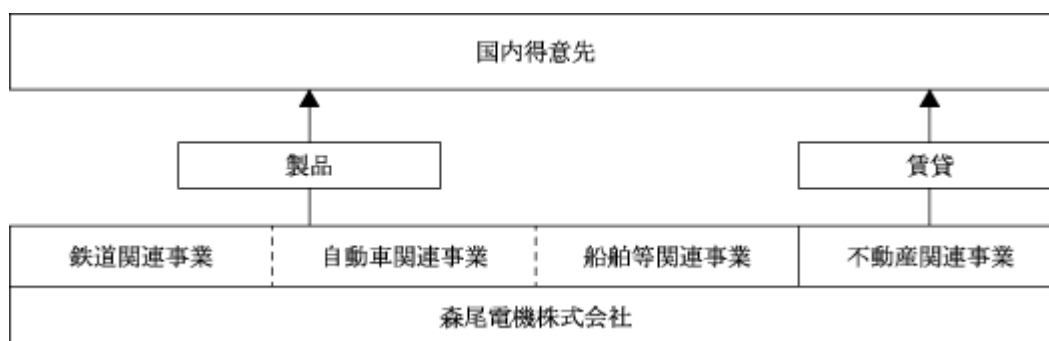 国内得意先
製品
賃貸
鉄道関連事業
自動車関連事業
船舶等関連事業
不動産関連事業
森尾電機株式会社